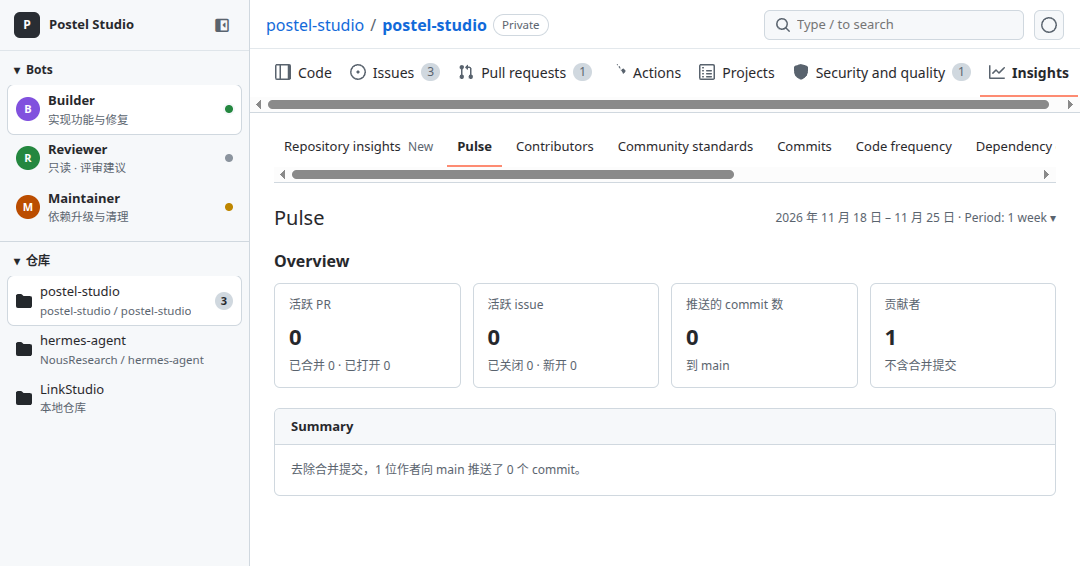 P Postel Studio
Bots
B Builder
实现功能与修复
R Reviewer
只读 · 评审建议
M Maintainer
依赖升级与清理
仓库
postel-studio
postel-studio / postel-studio
3
hermes-agent
NousResearch / hermes-agent
LinkStudio
本地仓库
postel-studio / postel-studio Private
Type / to search
Code Issues 3 Pull requests 1 Actions Projects Security and quality 1 Insights
Repository insights New Pulse Contributors Community standards Commits Code frequency Dependency
Pulse
2026 年 11 月 18 日 – 11 月 25 日 · Period: 1 week
Overview
活跃 PR
0
已合并 0 · 已打开 0
活跃 issue
0
已关闭 0 · 新开 0
推送的 commit 数
0
到 main
贡献者
1
不含合并提交
Summary
去除合并提交，1 位作者向 main 推送了 0 个 commit。